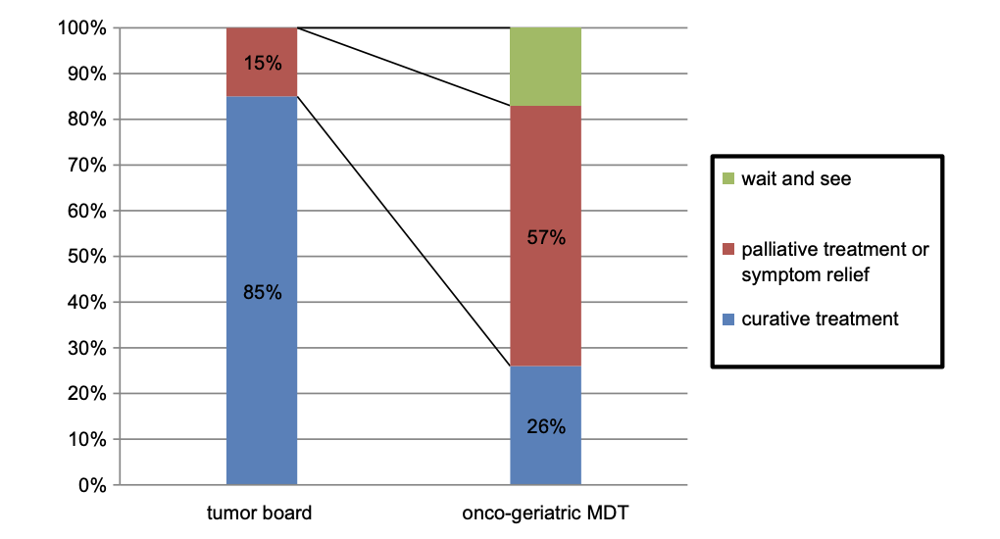 100%
90%
80%
70%
60%
50%
40%
30%
20%
10%
0%
15%
85%
57%
26%
tumor board
onco-geriatric MDT
wait and see
palliative treatment or
symptom relief
curative treatment